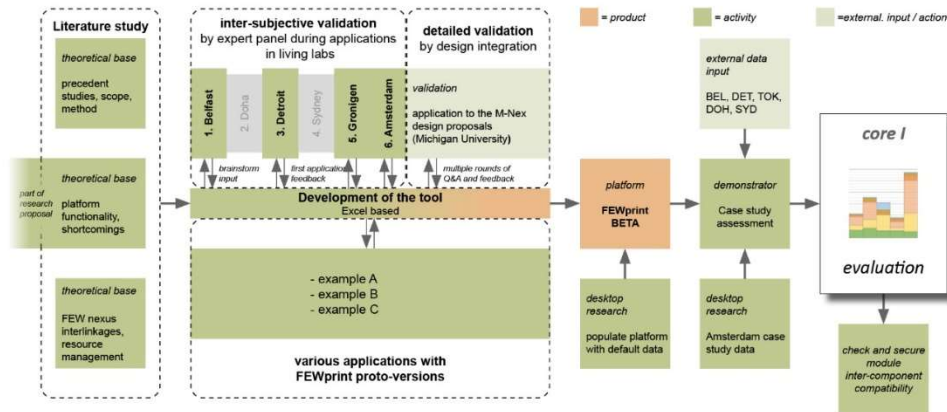 Literature study
theoretical base
precedent
studies, scope,
method
part of
research
proposal
theoretical base
platform
functionality,
shortcomings
theoretical base
FEW nexus
interlinkages,
resource
management
inter-subjective validation
by expert panel during applications
in living labs
1. Belfast
2. Doha
3. Detroit
4. Sydney
5. Gronigen
6. Amsterdam
brainstorm
input
first application
feedback
detailed validation
by design integration
validation
application to the M-Nex
design proposals
(Michigan University)
multiple rounds of
Q&A and feedback
Development of the tool
Excel based
- example A
- example B
- example C
various applications with
FEWprint proto-versions
= product
= activity
=external. input / action
platform
FEWprint
BETA
desktop
research
populate platform
with default data
external data
input
BEL, DET, TOK,
DOH, SYD
demonstrator
Case study
assessment
desktop
research
Amsterdam case
study data
core I
evaluation
check and secure
module
inter-component
compatibility